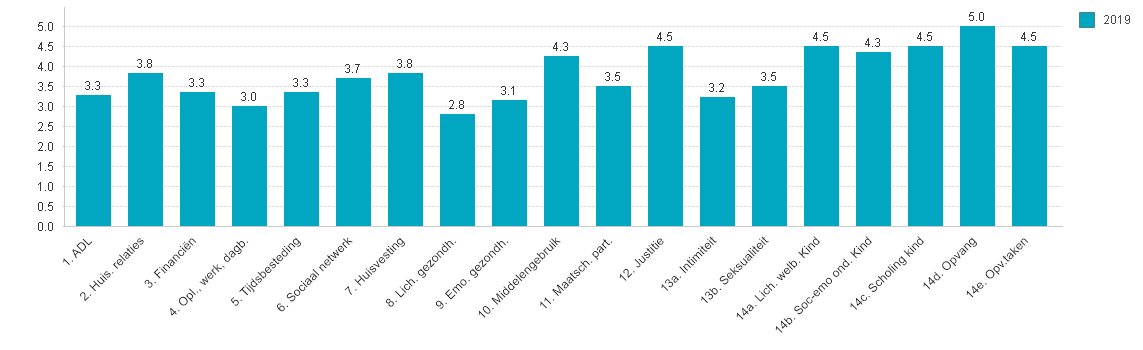 2019
5.0
4.5
4.0
3.5
3.0
2.5
2.0
1.5
1.0
0.5
0.0
3.3
3.8
3.3
3.0
3.3
3.7
3.8
2.8
3.1
4.3
3.5
4.5
3.2
3.5
4.5
4.3
4.5
5.0
4.5
1. ADL
2. Huis. relaties
3. Financiën
4. Opl., werk, dagb.
5. Tijdsbesteding
6. Sociaal netwerk
7. Huisvesting
8. Lich. gezondh.
9. Emo. gezondh.
10. Middelengebruik
11. Maatsch. part.
12. Justitie
13a. Intimiteit
13b. Seksualiteit
14a. Lich. welb. Kind
14b. Soc-emo ond. Kind
14c. Scholing kind
14d. Opvang
14e. Opv.taken